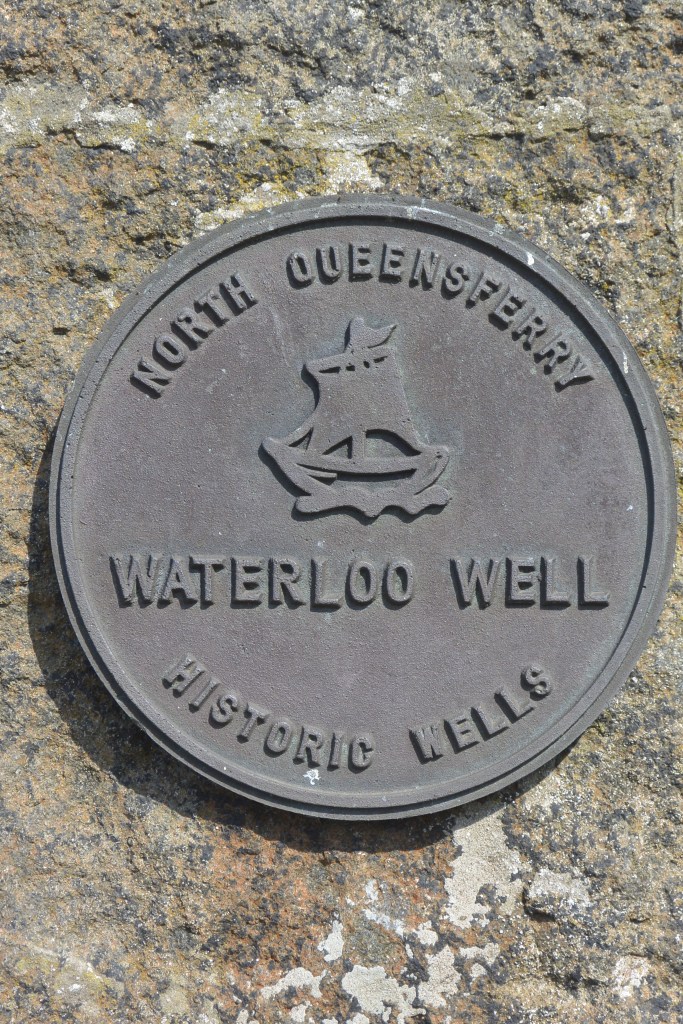 NORTH QUEENSFERRY
WATERLOO WELL
HISTORIC WELLS